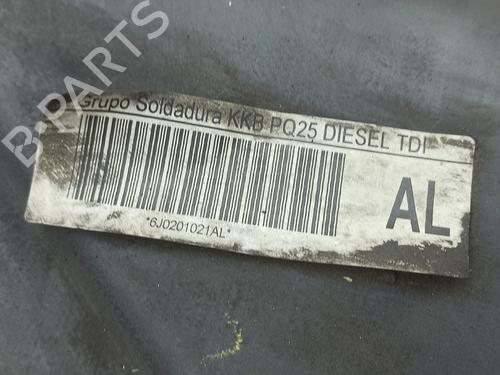 B-PARTS
Grupo Soldadura KKB PQ25 DIESEL TDI
AL
*6J0201021AL*